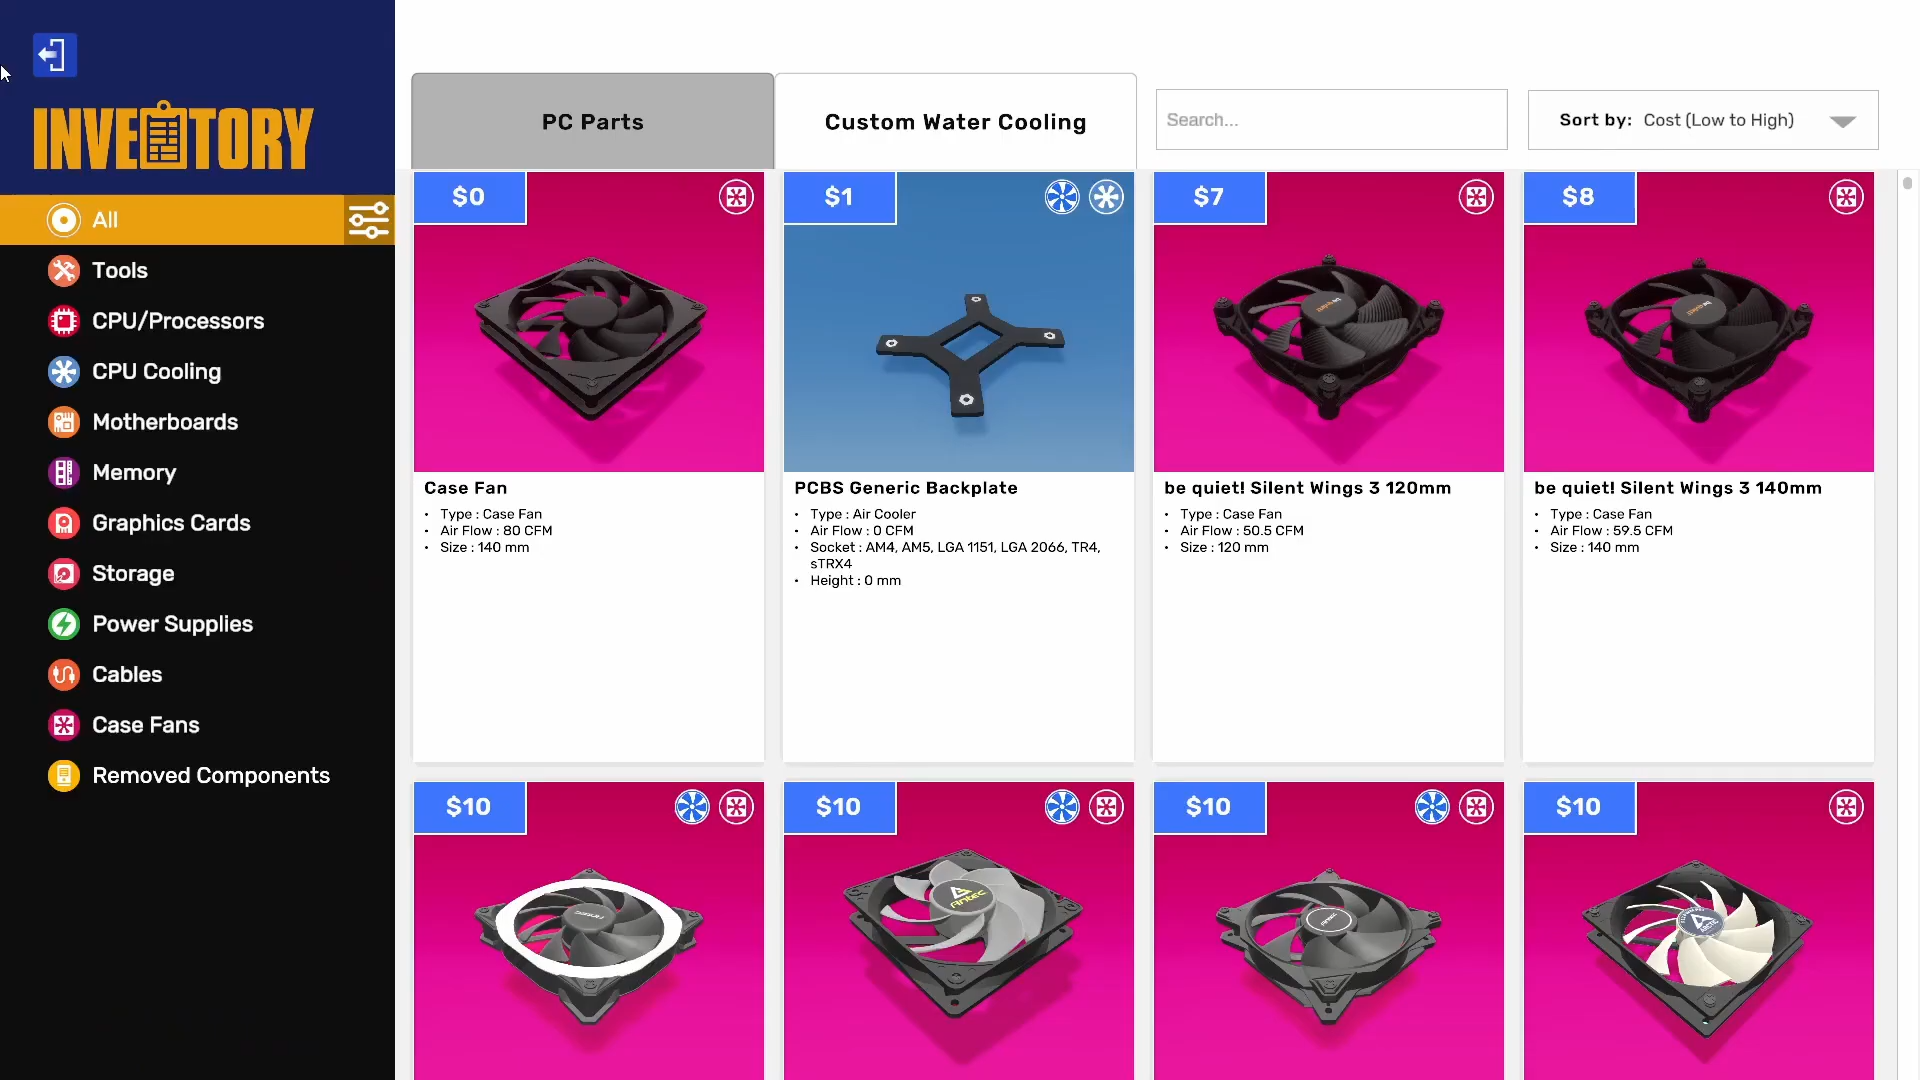 INVENTORY
All
Tools
CPU/Processors
CPU Cooling
Motherboards
Memory
Graphics Cards
Storage
Power Supplies
Cables
Case Fans
Removed Components
PC Parts
Custom Water Cooling
Search...
Sort by: Cost (Low to High)
$0
Case Fan
• Type : Case Fan
• Air Flow : 80 CFM
• Size : 140 mm
$1
PCBS Generic Backplate
• Type : Air Cooler
• Air Flow : 0 CFM
• Socket : AM4, AM5, LGA 1151, LGA 2066, TR4,
sTRX4
• Height : 0 mm
$7
be quiet! Silent Wings 3 120mm
• Type : Case Fan
• Air Flow : 50.5 CFM
• Size : 120 mm
$8
be quiet! Silent Wings 3 140mm
• Type : Case Fan
• Air Flow : 59.5 CFM
• Size : 140 mm
$10
$10
Antec
$10
$10
ARCTIC